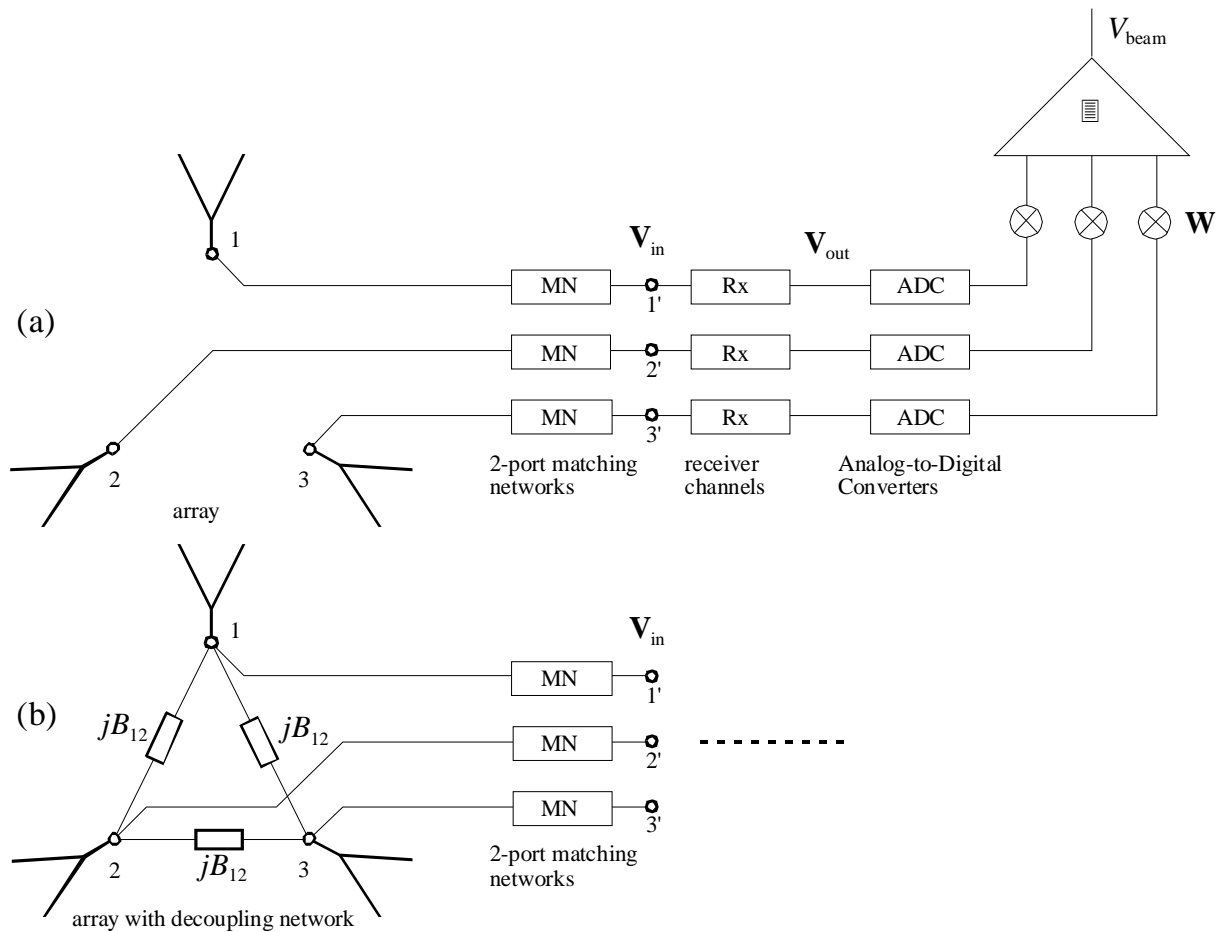 V_beam
W
V_in
V_out
1
MN
Rx
ADC
1'
(a)
MN
Rx
ADC
2'
MN
Rx
ADC
3'
2
3
2-port matching
networks
receiver
channels
Analog-to-Digital
Converters
array
1
V_in
MN
1'
(b)
jB_12
jB_12
MN
2'
MN
3'
2
jB_12
3
2-port matching
networks
array with decoupling network